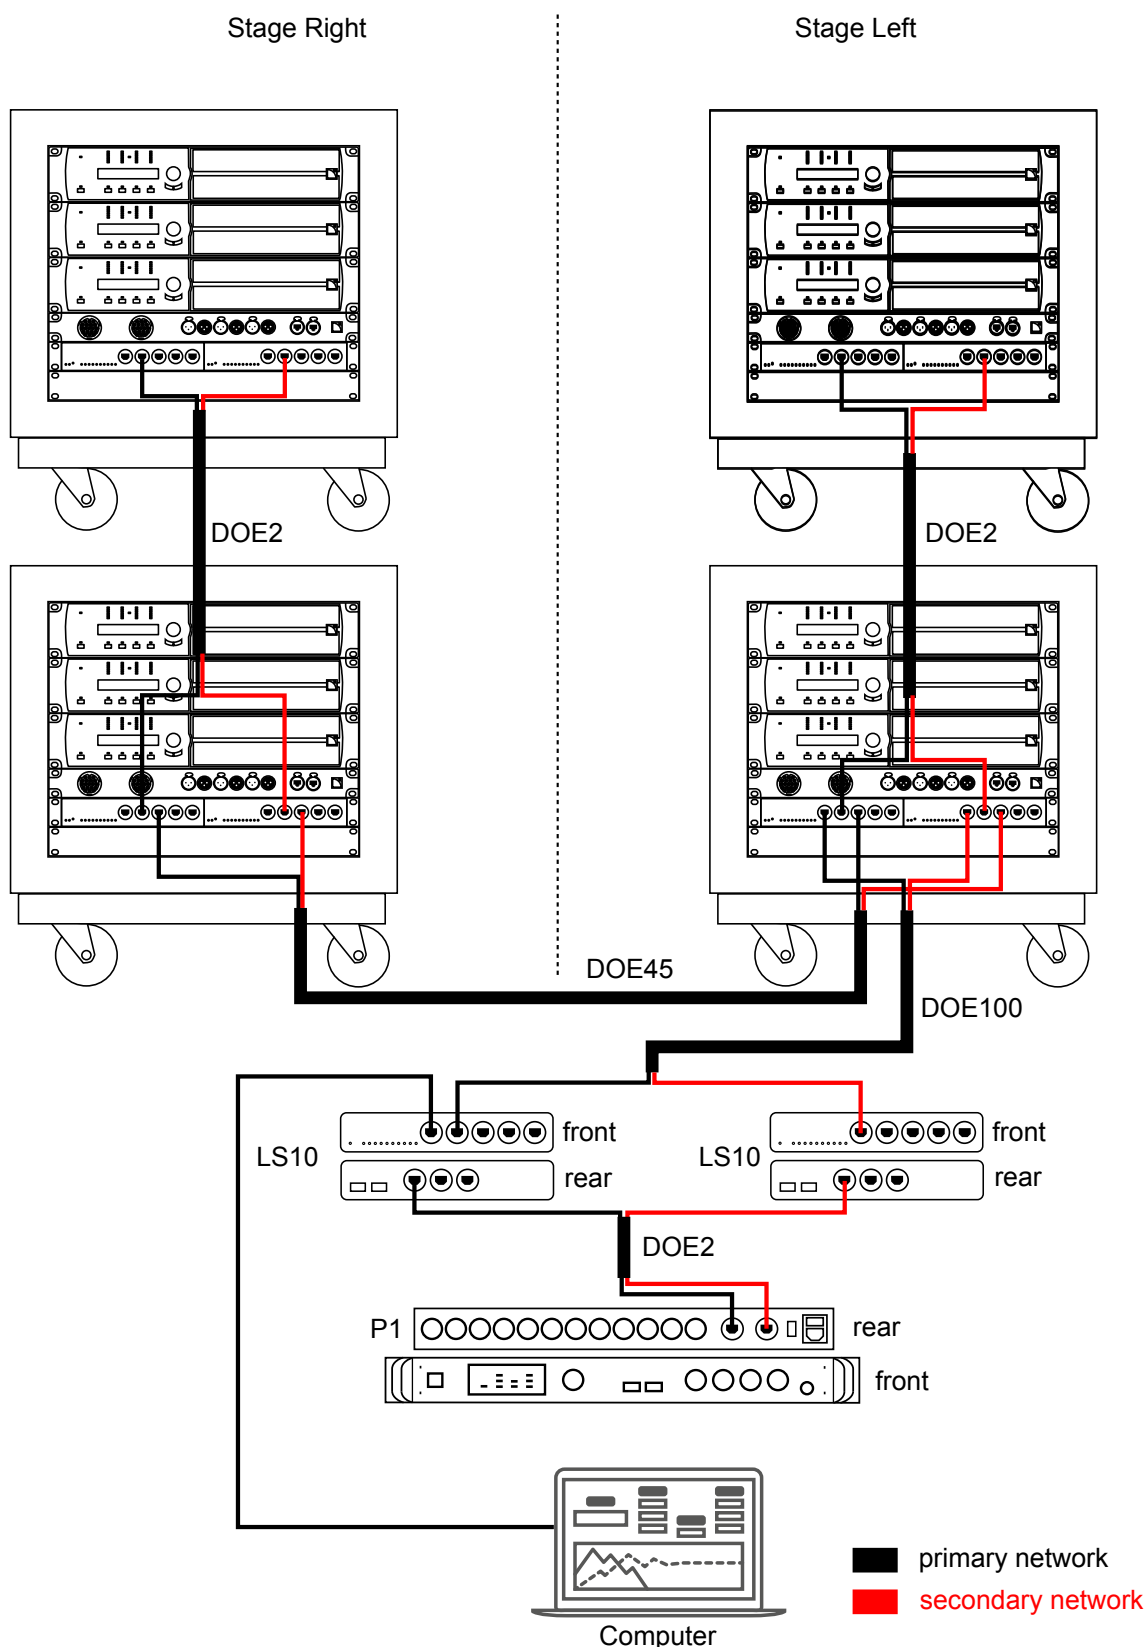 Stage Right
Stage Left
DOE2
DOE2
DOE45
DOE100
LS10
front
rear
LS10
front
rear
DOE2
P1
rear
front
Computer
primary network
secondary network